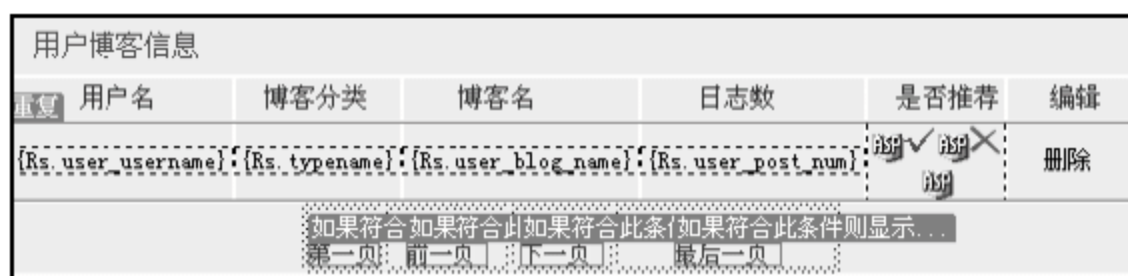 用户博客信息
重复 用户名 博客分类 博客名 日志数 是否推荐 编辑
{Rs.user_username} {Rs.typename} {Rs.user_blog_name} {Rs.user_post_num} ASP ASP 删除
ASP
如果符合 如果符合此 如果符合此条件 如果符合此条件则显示...
第一页 前一页 下一页 最后一页